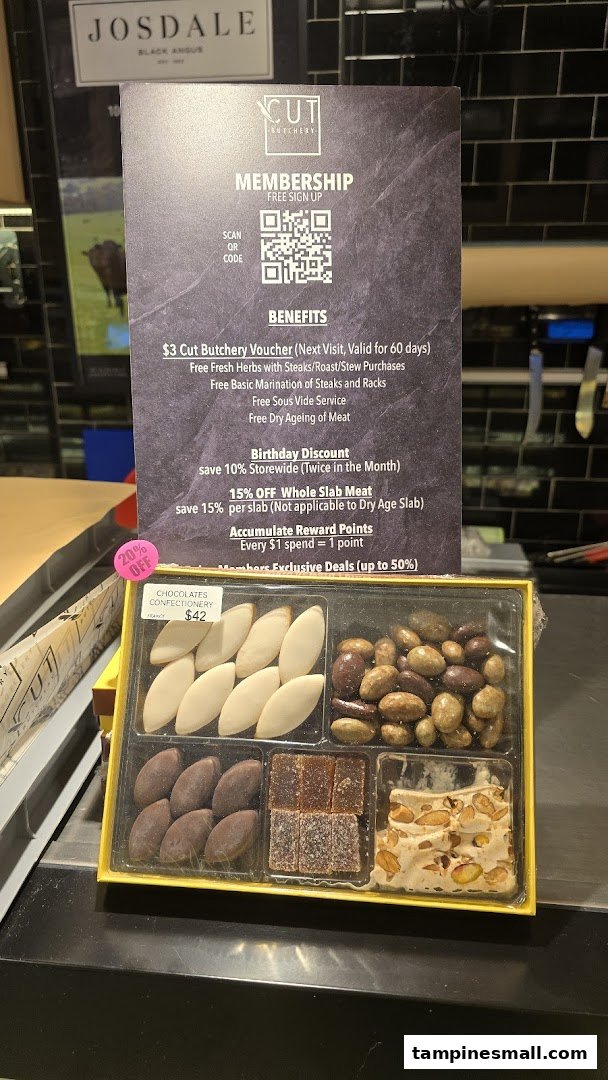 JOSDALE
BLACK ANGUS
CUT
BUTCHERY
MEMBERSHIP
FREE SIGN UP
SCAN
QR
CODE
BENEFITS
$3 Cut Butchery Voucher (Next Visit, Valid for 60 days)
Free Fresh Herbs with Steaks/Roast/Stew Purchases
Free Basic Marination of Steaks and Racks
Free Sous Vide Service
Free Dry Ageing of Meat
Birthday Discount
save 10% Storewide (Twice in the Month)
15% OFF Whole Slab Meat
save 15% per slab (Not applicable to Dry Age Slab)
Accumulate Reward Points
Every $1 spend = 1 point
Members Exclusive Deals (up to 50%)
20%
OFF
CHOCOLATES
CONFECTIONERY
$42
CUT
tampinesmall.com